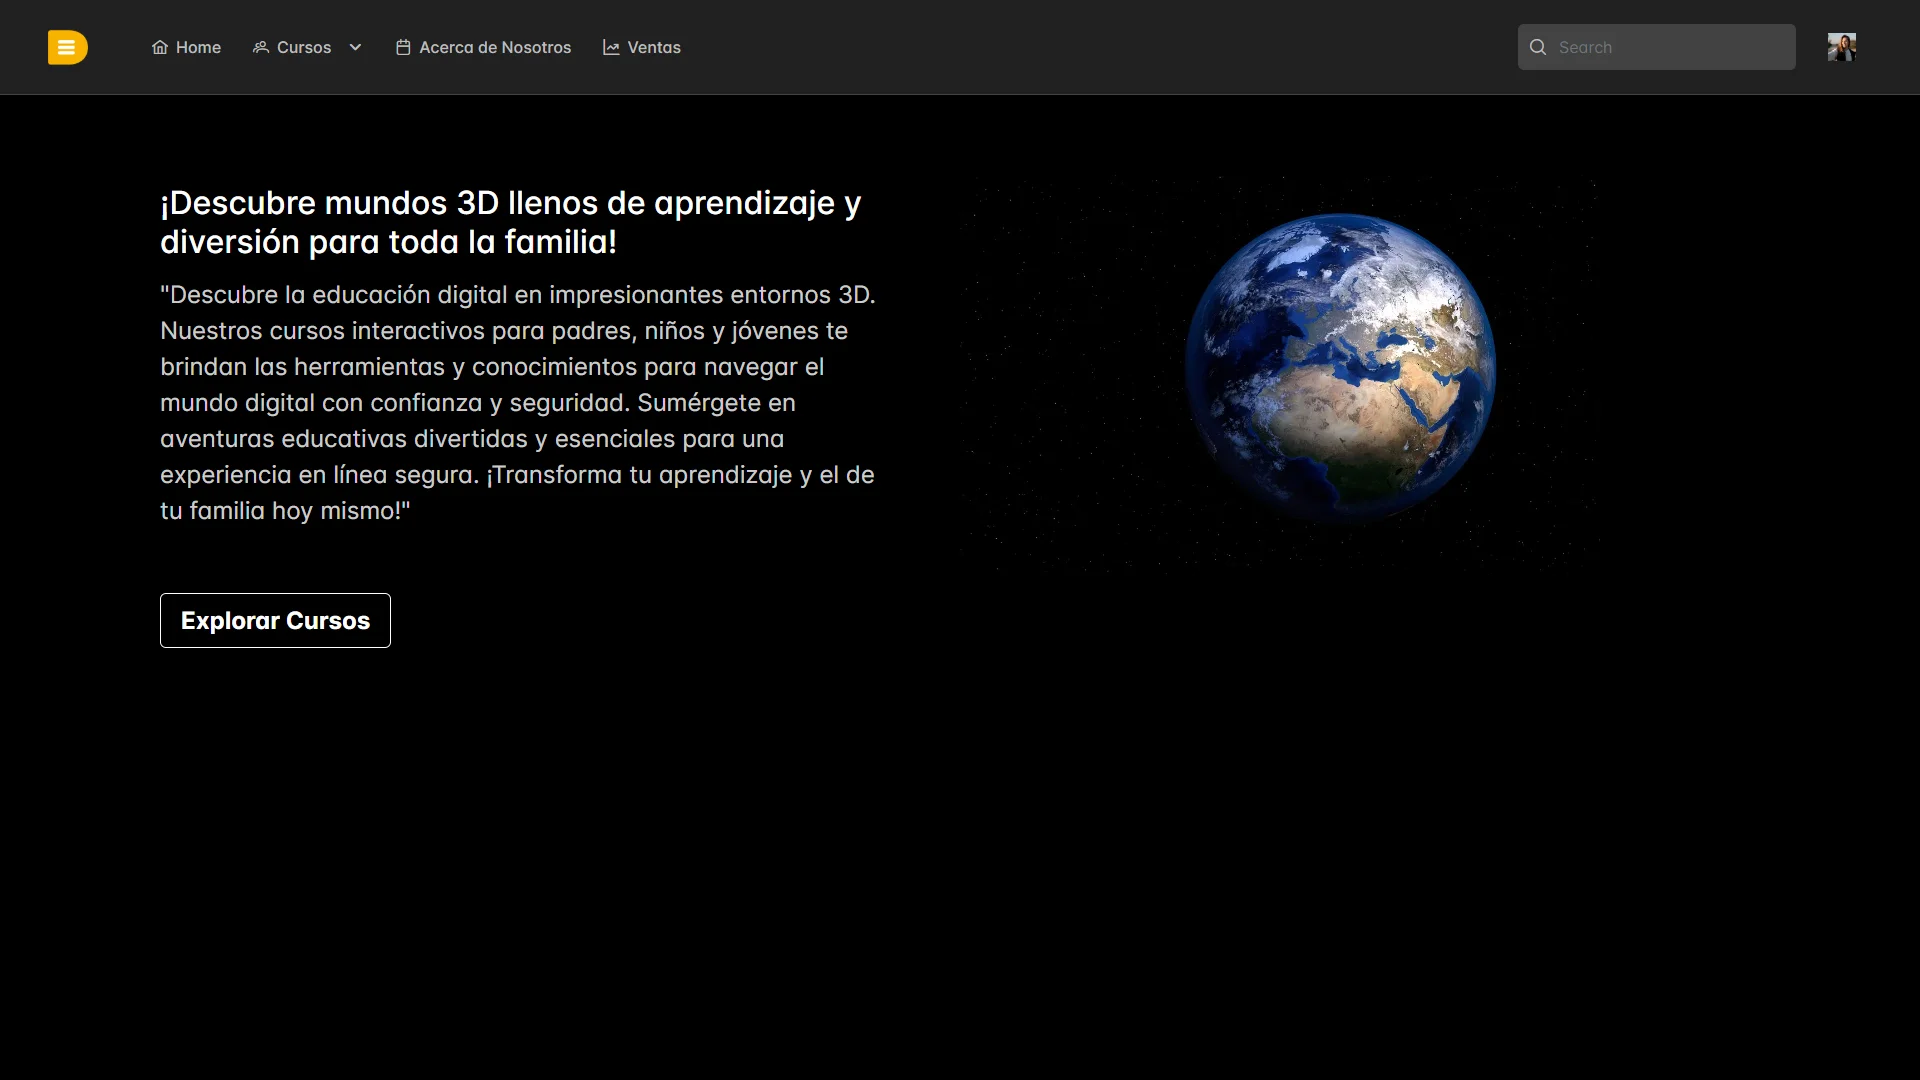 Home
Cursos
Acerca de Nosotros
Ventas
Search
¡Descubre mundos 3D llenos de aprendizaje y
diversión para toda la familia!
"Descubre la educación digital en impresionantes entornos 3D.
Nuestros cursos interactivos para padres, niños y jóvenes te
brindan las herramientas y conocimientos para navegar el
mundo digital con confianza y seguridad. Sumérgete en
aventuras educativas divertidas y esenciales para una
experiencia en línea segura. ¡Transforma tu aprendizaje y el de
tu familia hoy mismo!"
Explorar Cursos